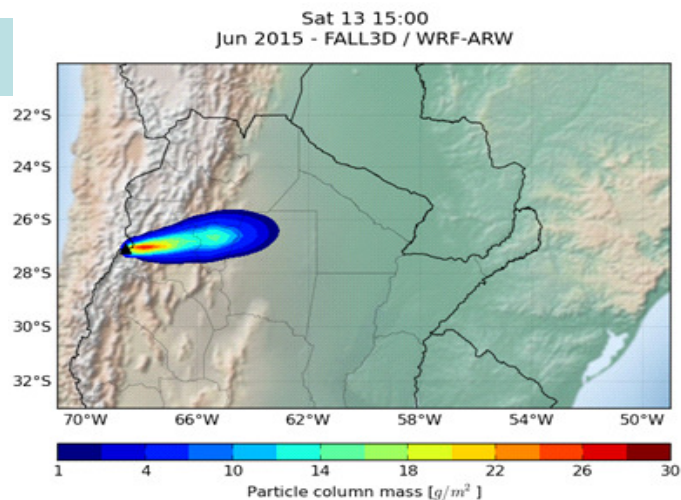 Sat 13 15:00
Jun 2015 - FALL3D / WRF-ARW
22°S
24°S
26°S
28°S
30°S
32°S
70°W 66°W 62°W 58°W 54°W 50°W
1 4 10 14 18 22 26 30
Particle column mass [g/m²]